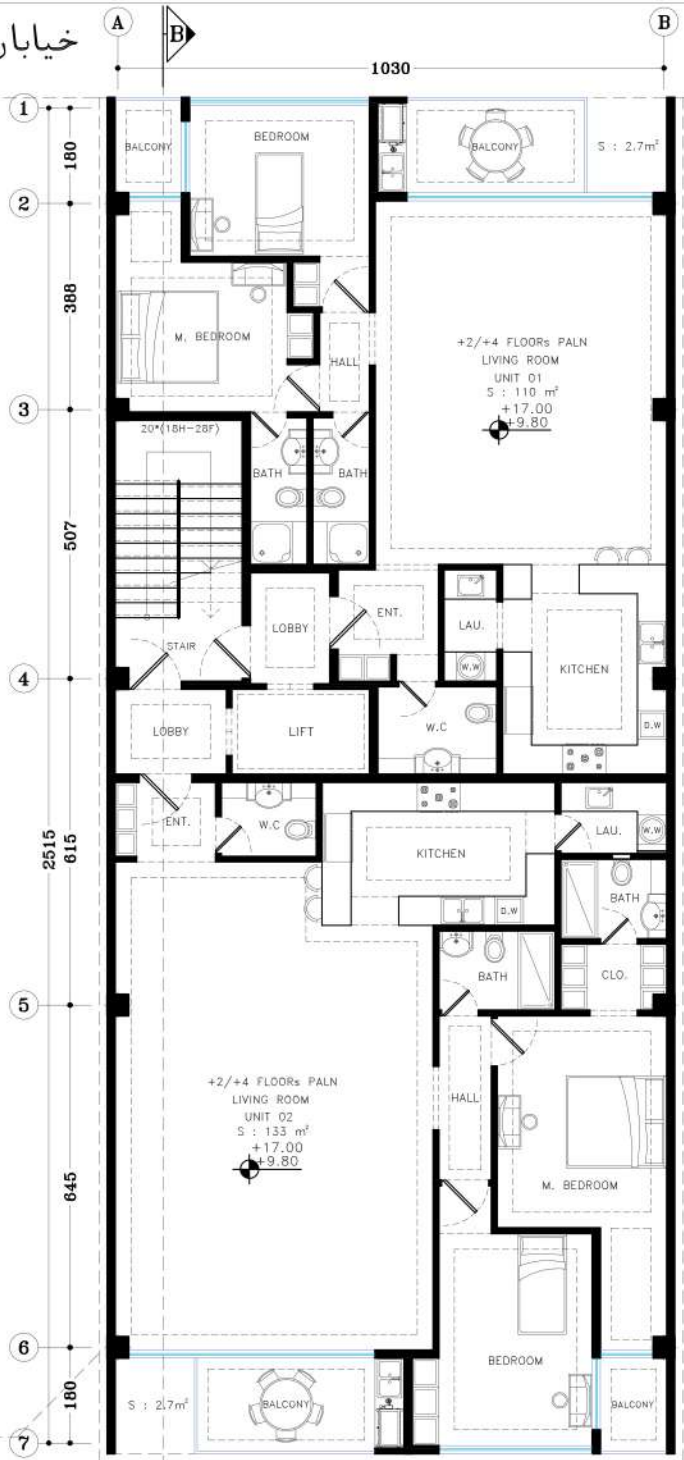 خیابان
A
B
B
1030
1
180
2
388
3
507
4
2515
615
5
645
6
180
7
BALCONY
BEDROOM
BALCONY
S : 2.7m²
M. BEDROOM
HALL
+2/+4 FLOORs PALN
LIVING ROOM
UNIT 01
S : 110 m²
+17.00
+9.80
20*(18H-28F)
BATH
BATH
STAIR
LOBBY
ENT.
LAU.
W.W
KITCHEN
D.W
LOBBY
LIFT
W.C
ENT.
W.C
KITCHEN
D.W
LAU.
W.W
BATH
BATH
CLO.
+2/+4 FLOORs PALN
LIVING ROOM
UNIT 02
S : 133 m²
+17.00
+9.80
HALL
M. BEDROOM
BEDROOM
S : 2.7m²
BALCONY
BALCONY